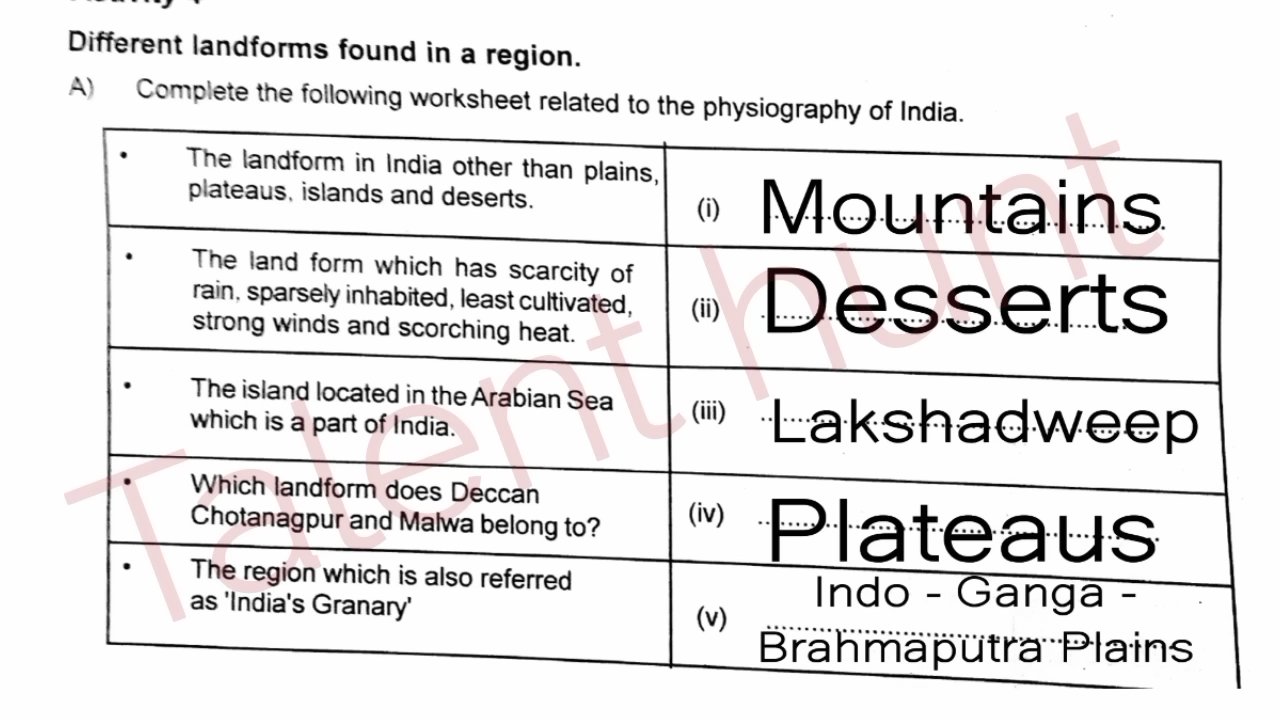 Different landforms found in a region.
A) Complete the following worksheet related to the physiography of India.
• The landform in India other than plains,
plateaus, islands and deserts.
(i) Mountains
• The land form which has scarcity of
rain, sparsely inhabited, least cultivated,
strong winds and scorching heat.
(ii) Desserts
• The island located in the Arabian Sea
which is a part of India.
(iii) Lakshadweep
• Which landform does Deccan
Chotanagpur and Malwa belong to?
(iv) Plateaus
• The region which is also referred
as 'India's Granary'
(v) Indo - Ganga -
Brahmaputra Plains
Talent hunt